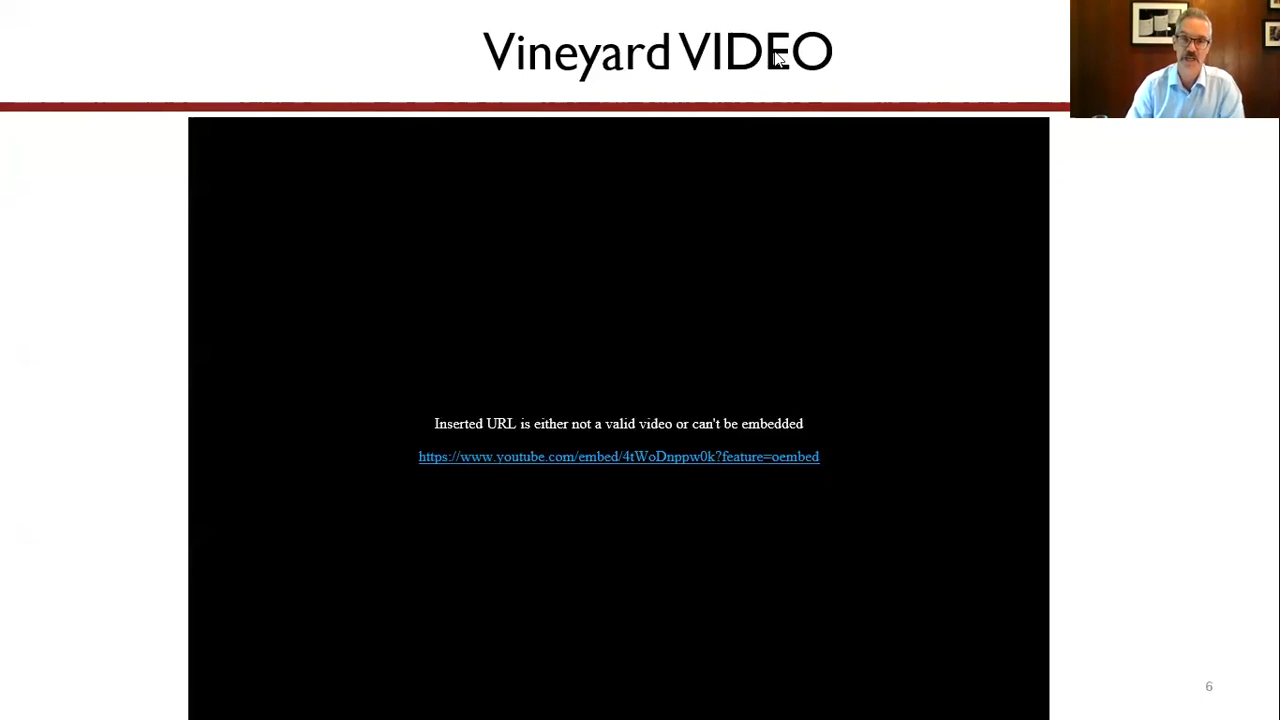 Vineyard VIDEO
Inserted URL is either not a valid video or can't be embedded
https://www.youtube.com/embed/4tWoDnppw0k?feature=oembed
6